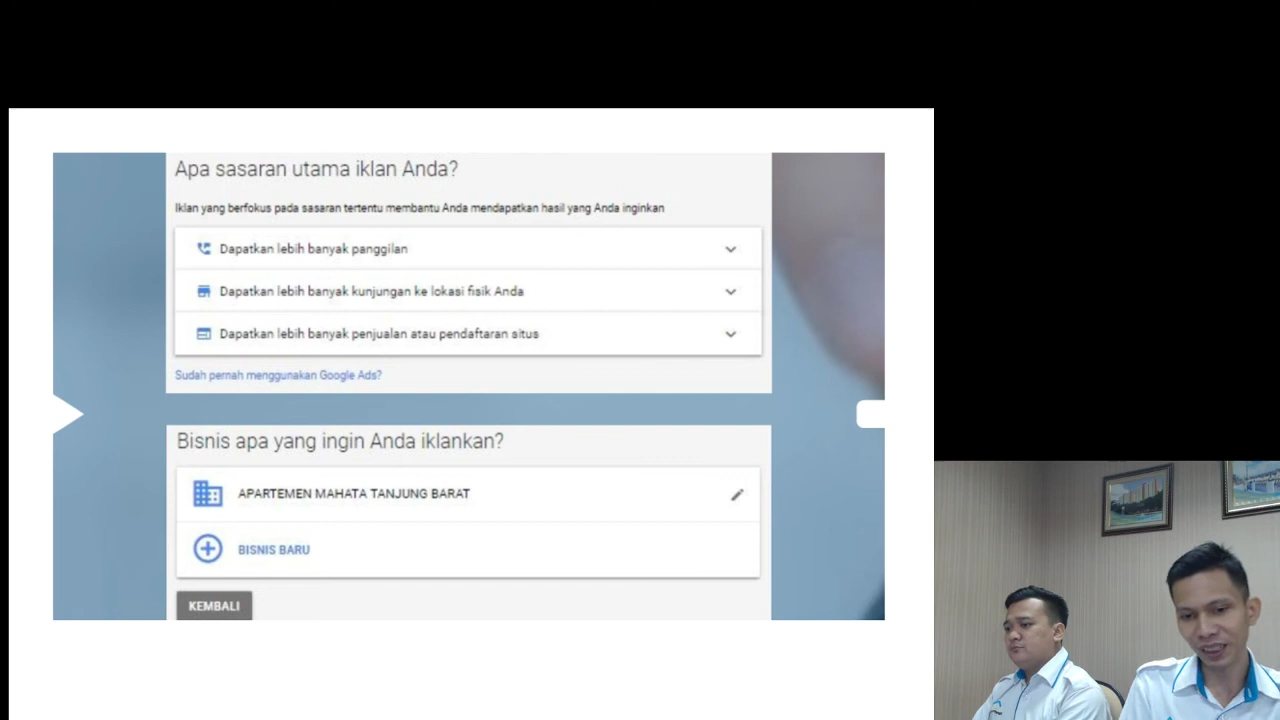 Apa sasaran utama iklan Anda?
Iklan yang berfokus pada sasaran tertentu membantu Anda mendapatkan hasil yang Anda inginkan
Dapatkan lebih banyak panggilan
Dapatkan lebih banyak kunjungan ke lokasi fisik Anda
Dapatkan lebih banyak penjualan atau pendaftaran situs
Sudah pernah menggunakan Google Ads?
Bisnis apa yang ingin Anda iklankan?
APARTEMEN MAHATA TANJUNG BARAT
BISNIS BARU
KEMBALI